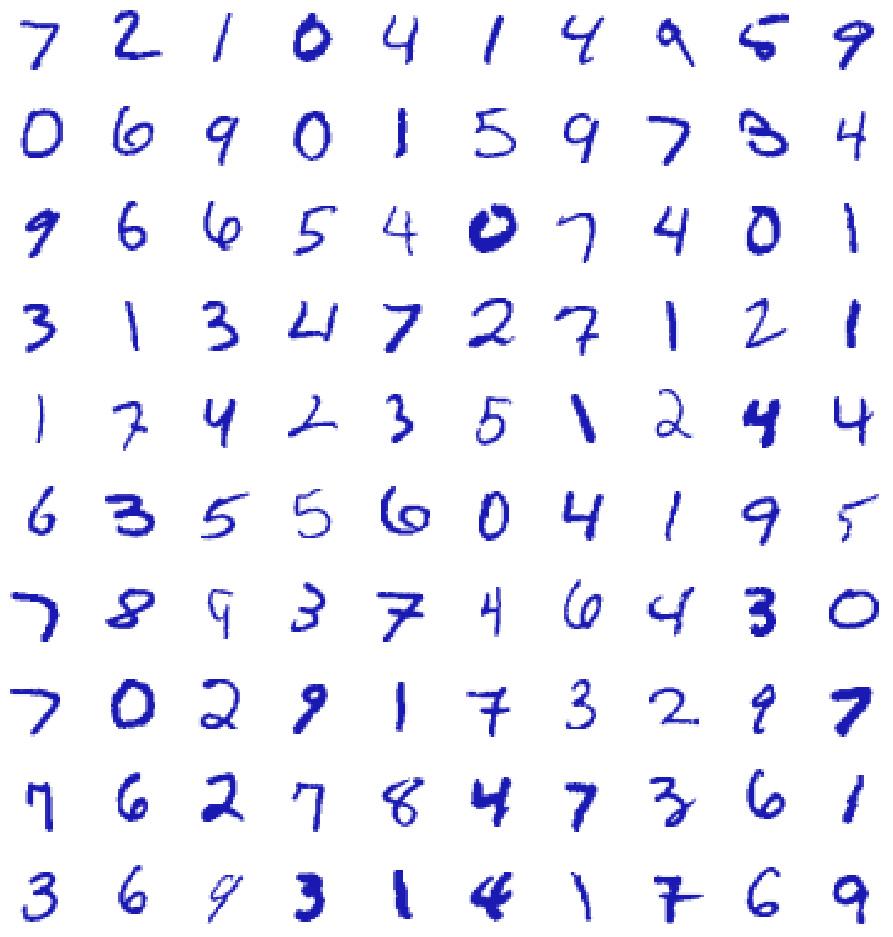 7 2 1 0 4 1 4 9 5 9
0 6 9 0 1 5 9 7 3 4
9 6 6 5 4 0 7 4 0 1
3 1 3 4 7 2 7 1 2 1
1 7 4 2 3 5 1 2 4 4
6 3 5 5 6 0 4 1 9 5
7 8 9 3 7 4 6 4 3 0
7 0 2 9 1 7 3 2 9 7
7 6 2 7 8 4 7 3 6 1
3 6 9 3 1 4 1 7 6 9